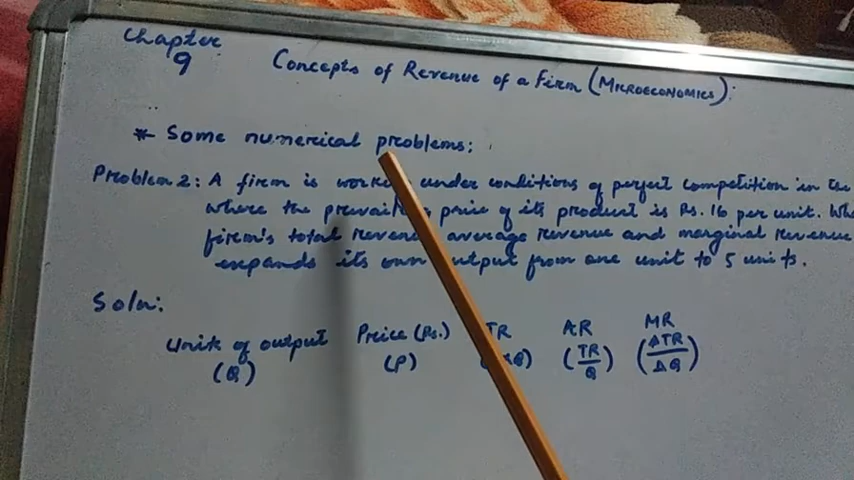 Chapter
9
Concepts of Revenue of a Firm (MICROECONOMICS):
* Some numerical problems:
Problem 2: A firm is under conditions of perfect competition in the
where the price of its product is Rs. 16 per unit.
firm's total average revenue and marginal revenue
expands its own output from one unit to 5 units.
Soln:
Unit of output Price (Rs.) TR AR MR
(Q) (P) (TR/Q) (ΔTR/ΔQ)